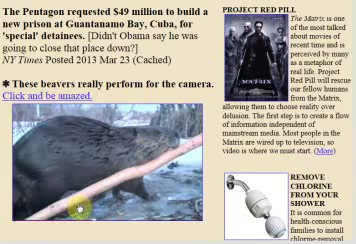 The Pentagon requested $49 million to build a
new prison at Guantanamo Bay, Cuba, for
'special' detainees. [Didn't Obama say he was
going to close that place down?]
NY Times Posted 2013 Mar 23 (Cached)
✱ These beavers really perform for the camera.
Click and be amazed.
PROJECT RED PILL
The Matrix is one
of the most talked
about movies of
recent time and is
perceived by many
as a metaphor of
real life. Project
Red Pill will rescue
our fellow humans
from the Matrix,
allowing them to choose reality over
delusion. The first step is to create a flow
of information independent of
mainstream media. Most people in the
Matrix are wired up to television, so
video is where we must start. (More)
MATRIX
REMOVE
CHLORINE
FROM YOUR
SHOWER
It is common for
health-conscious
families to install
chlorine-removal